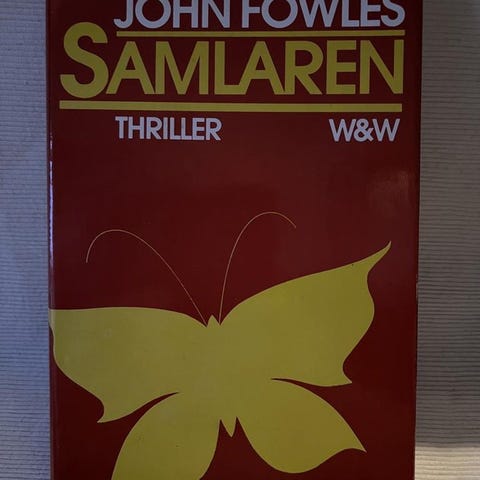 JOHN FOWLES
SAMLAREN
THRILLER W&W